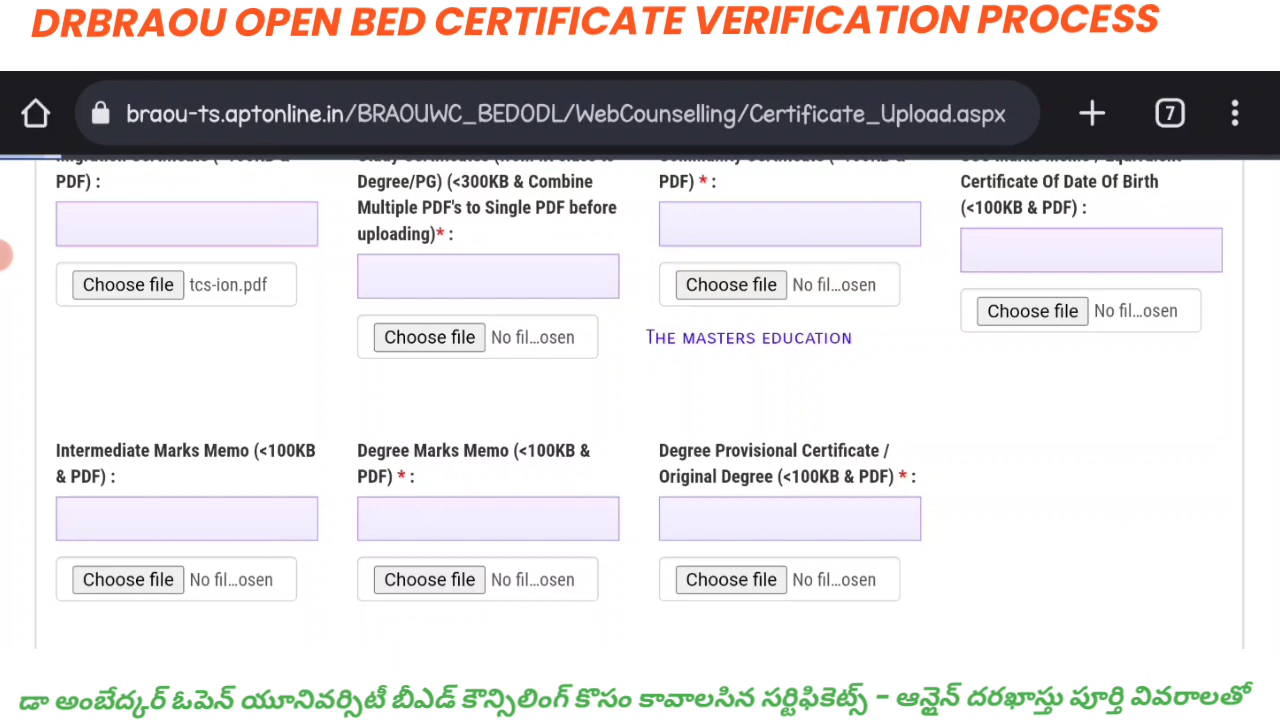 DRBRAOU OPEN BED CERTIFICATE VERIFICATION PROCESS
braou-ts.aptonline.in/BRAOUWC_BEDODL/WebCounselling/Certificate_Upload.aspx
7
PDF) :
Choose file tcs-ion.pdf
Degree/PG) (<300KB & Combine
Multiple PDF's to Single PDF before
uploading)* :
Choose file No fil...osen
PDF) * :
Choose file No fil...osen
Certificate Of Date Of Birth
(<100KB & PDF) :
Choose file No fil...osen
THE MASTERS EDUCATION
Intermediate Marks Memo (<100KB
& PDF) :
Choose file No fil...osen
Degree Marks Memo (<100KB &
PDF) * :
Choose file No fil...osen
Degree Provisional Certificate /
Original Degree (<100KB & PDF) * :
Choose file No fil...osen
డా అంబేద్కర్ ఓపెన్ యూనివర్సిటీ బీఎడ్ కౌన్సిలింగ్ కొసం కావాలసిన సర్టిఫికెట్స్ - ఆన్లైన్ దరఖాస్తు పూర్తి వివరాలతో